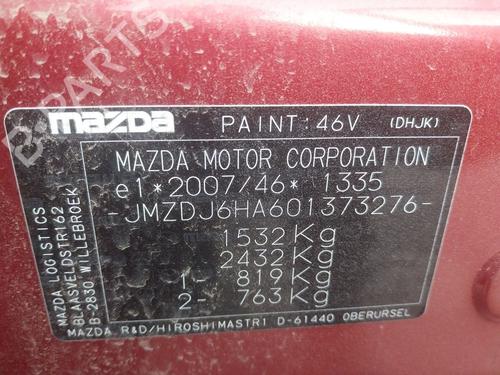 mazda PAINT:46V (DHJK)
MAZDA MOTOR CORPORATION
e1*2007/46* 1335
-JMZDJ6HA601373276-
1532Kg
2432Kg
1- 819Kg
2- 763Kg
MAZDA LOGISTICS
BLAASVELDSTR162
B-2830 WILLEBROEK
MAZDA R&D/HIROSHIMASTR1 D-61440 OBERURSEL
B-PARTS